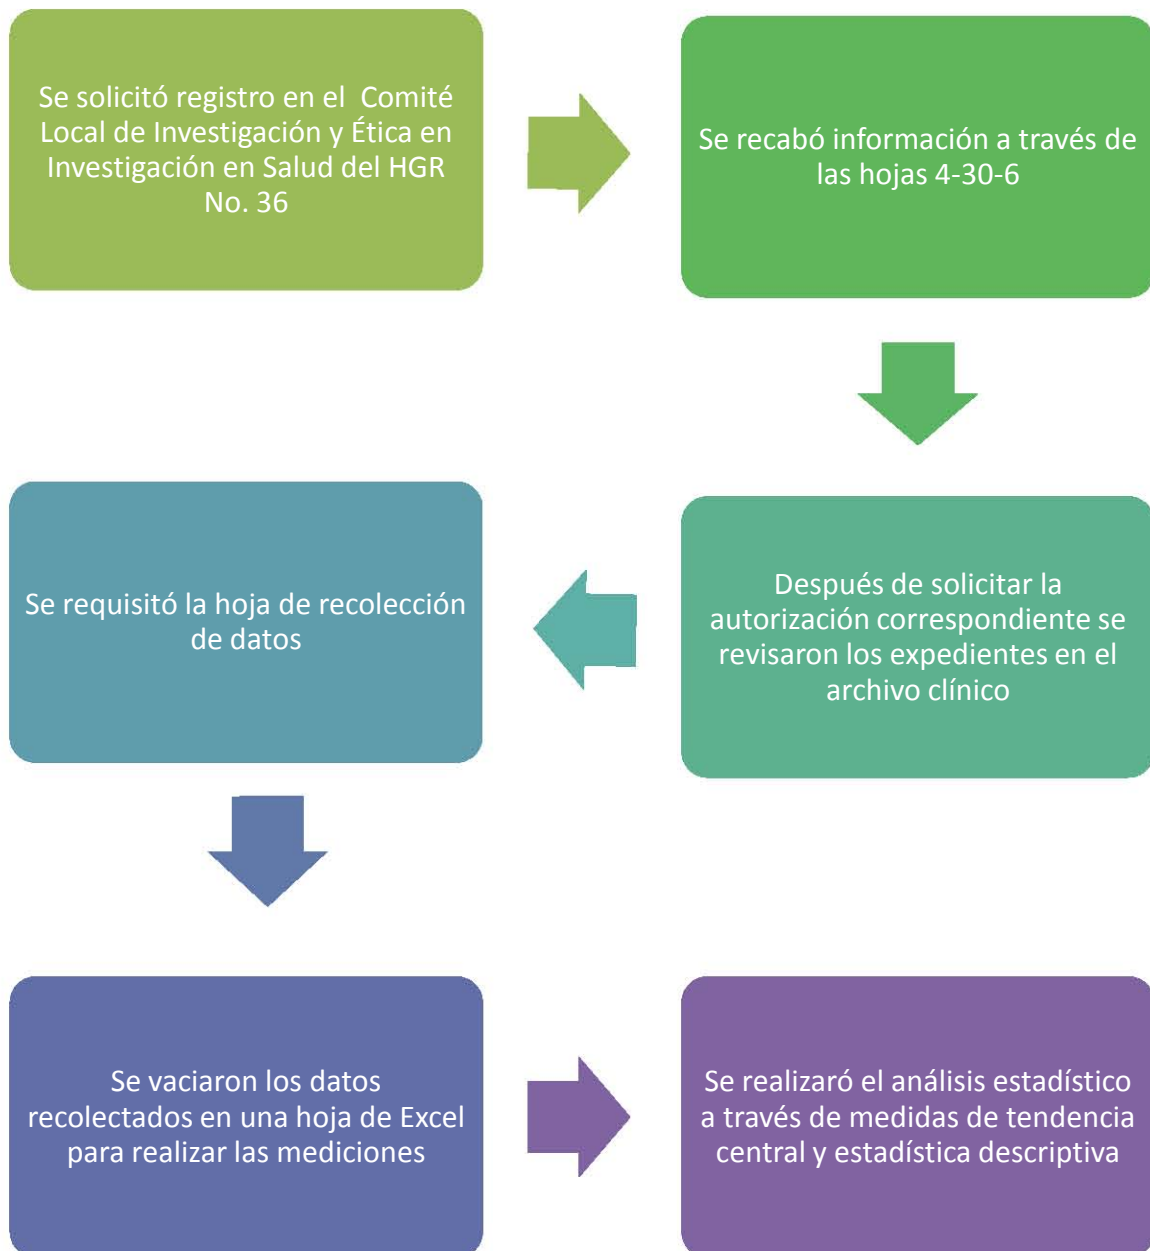 Se solicitó registro en el Comité
Local de Investigación y Ética en
Investigación en Salud del HGR
No. 36
Se recabó información a través de
las hojas 4-30-6
Después de solicitar la
autorización correspondiente se
revisaron los expedientes en el
archivo clínico
Se requisitó la hoja de recolección
de datos
Se vaciaron los datos
recolectados en una hoja de Excel
para realizar las mediciones
Se realizaró el análisis estadístico
a través de medidas de tendencia
central y estadística descriptiva